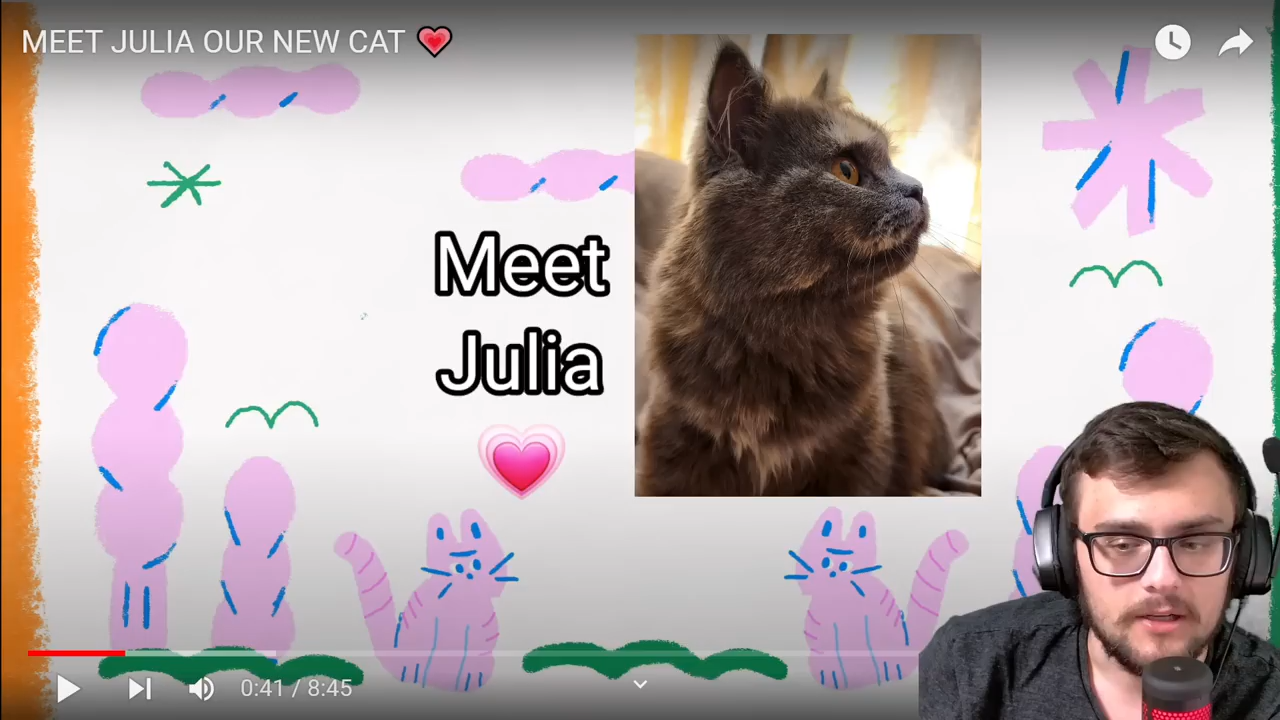 MEET JULIA OUR NEW CAT 💗
Meet
Julia
💗
0:41 / 8:45